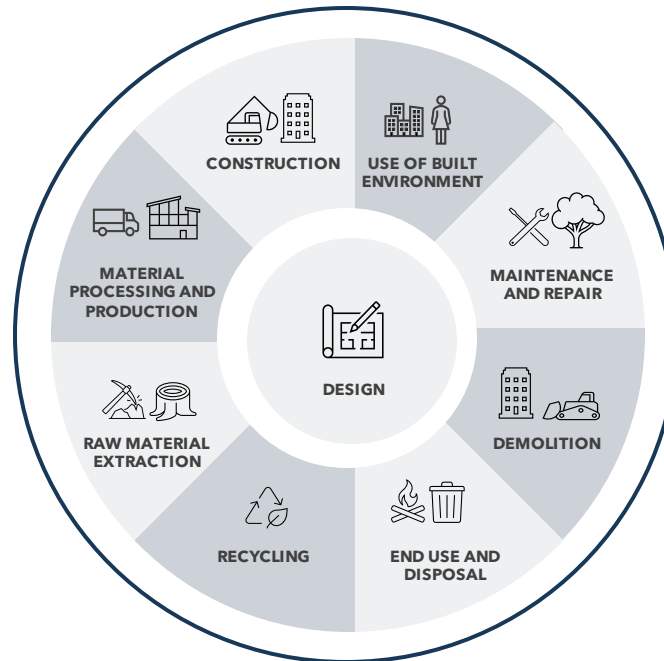 CONSTRUCTION
USE OF BUILT
ENVIRONMENT
MAINTENANCE
AND REPAIR
DEMOLITION
END USE AND
DISPOSAL
RECYCLING
RAW MATERIAL
EXTRACTION
MATERIAL
PROCESSING AND
PRODUCTION
DESIGN